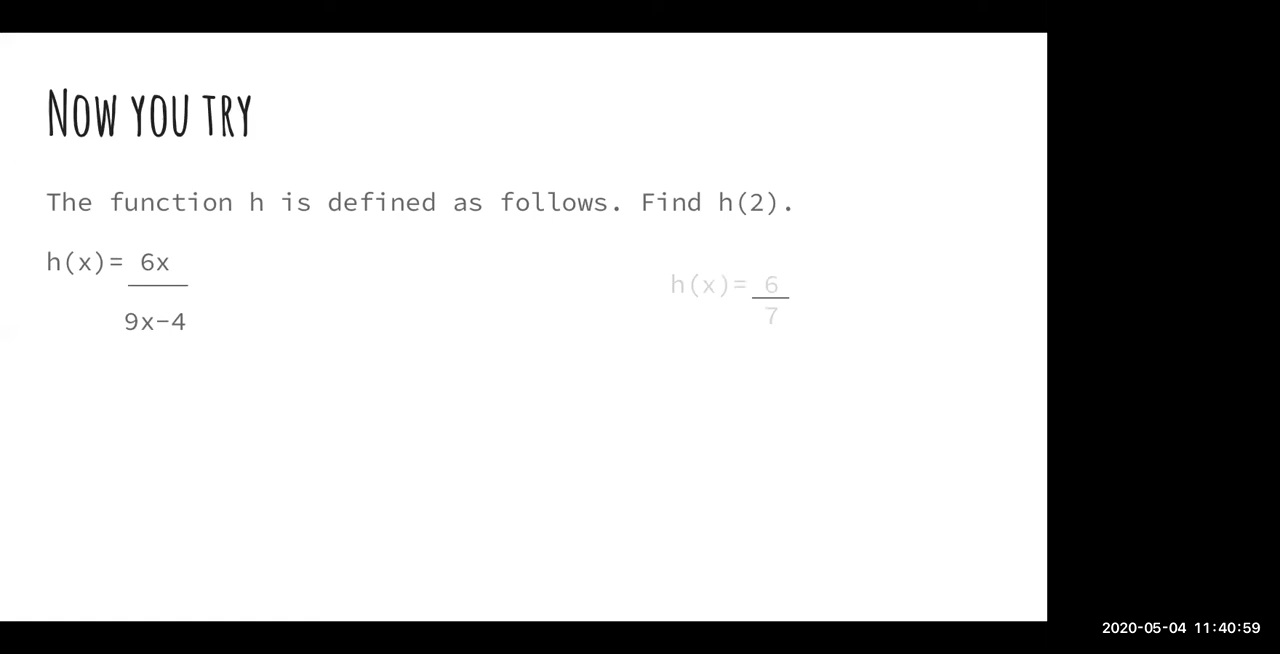 Now you try
The function h is defined as follows. Find h(2).
h(x)= 6x
9x-4
h(x)= 6
7
2020-05-04 11:40:59